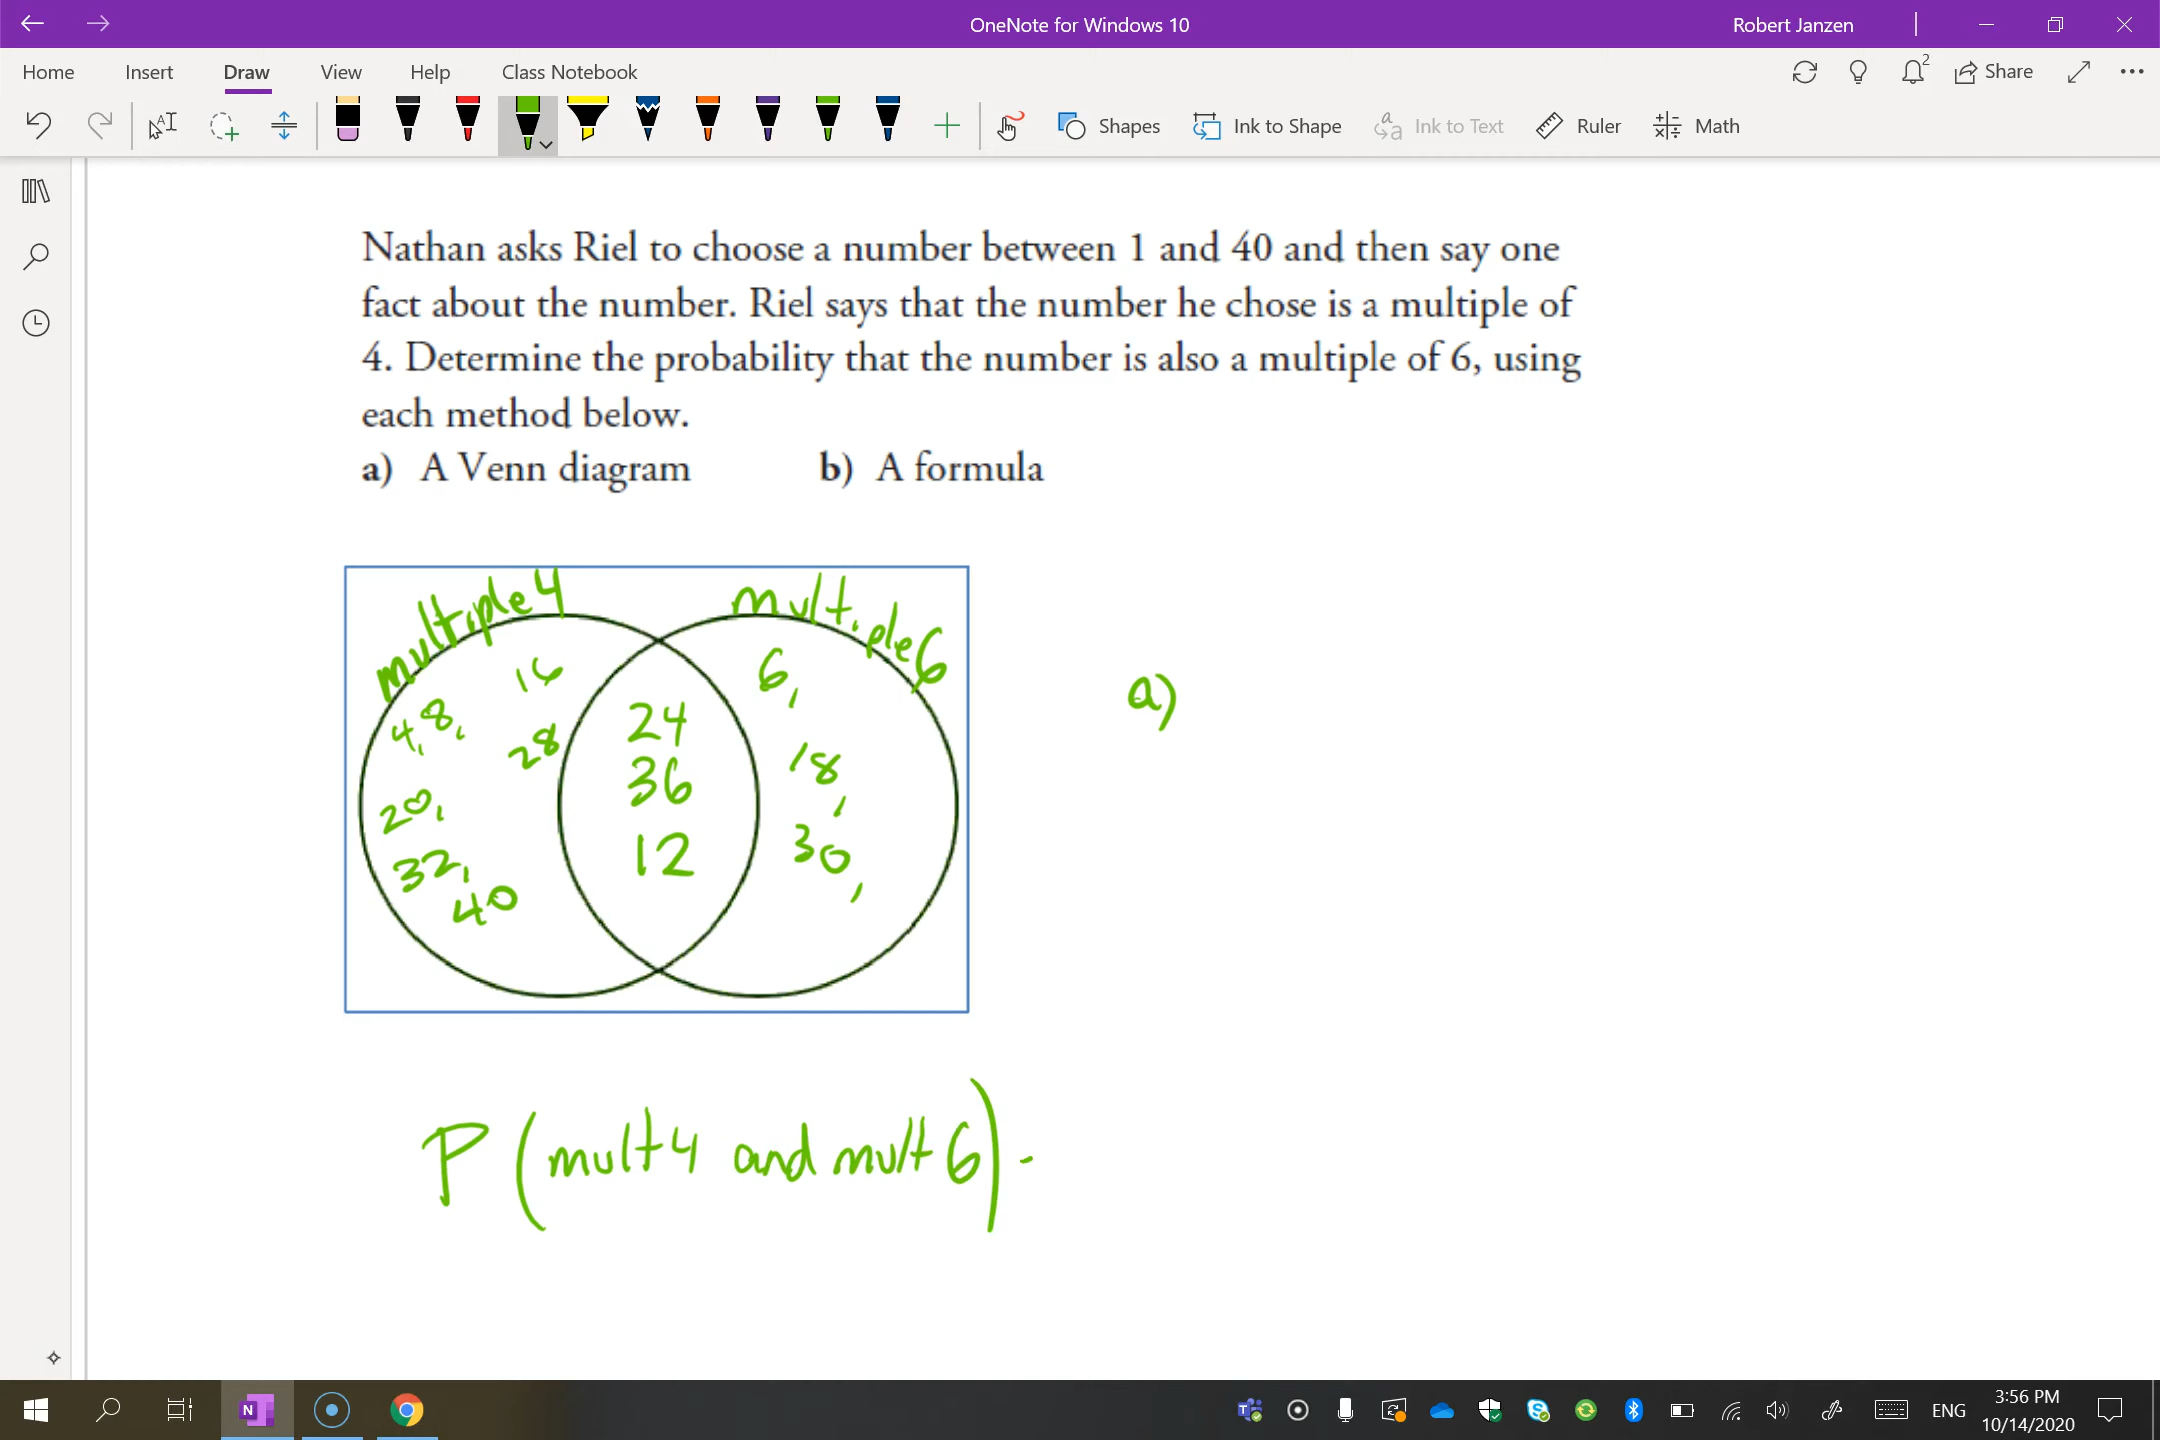 OneNote for Windows 10
Robert Janzen
Home Insert Draw View Help Class Notebook
2 Share
Shapes Ink to Shape Ink to Text Ruler Math
Nathan asks Riel to choose a number between 1 and 40 and then say one
fact about the number. Riel says that the number he chose is a multiple of
4. Determine the probability that the number is also a multiple of 6, using
each method below.
a) A Venn diagram b) A formula
multiple 4
multiple 6
16
4, 8,
28
20,
32,
40
24
36
12
6,
18,
30,
a)
P (mult 4 and mult 6)
ENG
3:56 PM
10/14/2020